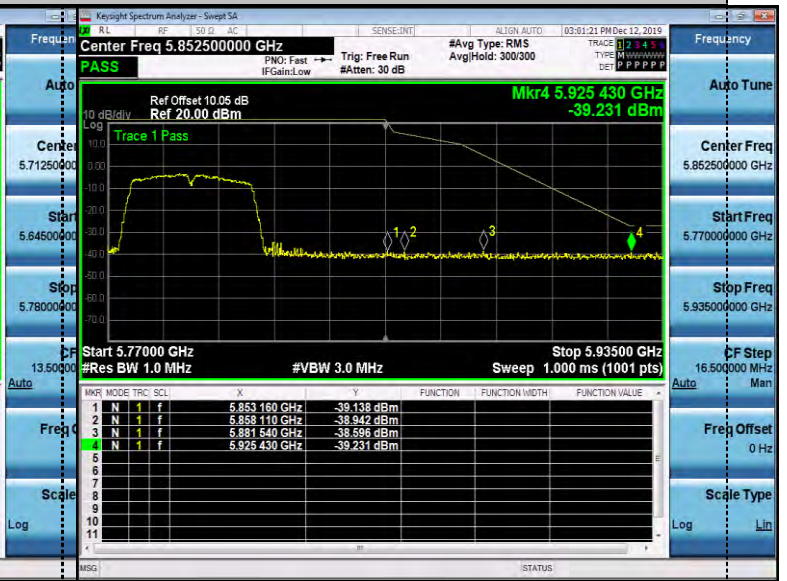 Keysight Spectrum Analyzer - Swept SA
RL RF 50 Ω AC SENSE:INT ALIGN AUTO 03:01:21 PM Dec 12, 2019
Center Freq 5.852500000 GHz
PASS
PNO: Fast
IFGain:Low
Trig: Free Run
#Atten: 30 dB
#Avg Type: RMS
Avg|Hold: 300/300
TRACE 1 2 3 4 5 6
TYPE M
DET P P P P P P
Ref Offset 10.05 dB
Ref 20.00 dBm
10 dB/div
Log
Mkr4 5.925 430 GHz
-39.231 dBm
Trace 1 Pass
10.0
0.00
-10.0
-20.0
-30.0
-40.0
-50.0
-60.0
-70.0
1 2 3 4
Start 5.77000 GHz Stop 5.93500 GHz
#Res BW 1.0 MHz #VBW 3.0 MHz Sweep 1.000 ms (1001 pts)
MKR MODE TRC SCL X Y FUNCTION FUNCTION WIDTH FUNCTION VALUE
1 N 1 f 5.853 160 GHz -39.138 dBm
2 N 1 f 5.858 110 GHz -38.942 dBm
3 N 1 f 5.881 540 GHz -38.596 dBm
4 N 1 f 5.925 430 GHz -39.231 dBm
5
6
7
8
9
10
11
MSG STATUS
Frequency
Auto Tune
Center Freq
5.852500000 GHz
Start Freq
5.770000000 GHz
Stop Freq
5.935000000 GHz
CF Step
16.500000 MHz
Auto Man
Freq Offset
0 Hz
Scale Type
Log Lin
Frequen
Auto
Center
5.71250000
Start
5.64500000
Stop
5.78000000
CF
13.50000
Auto
Freq O
Scale
Log